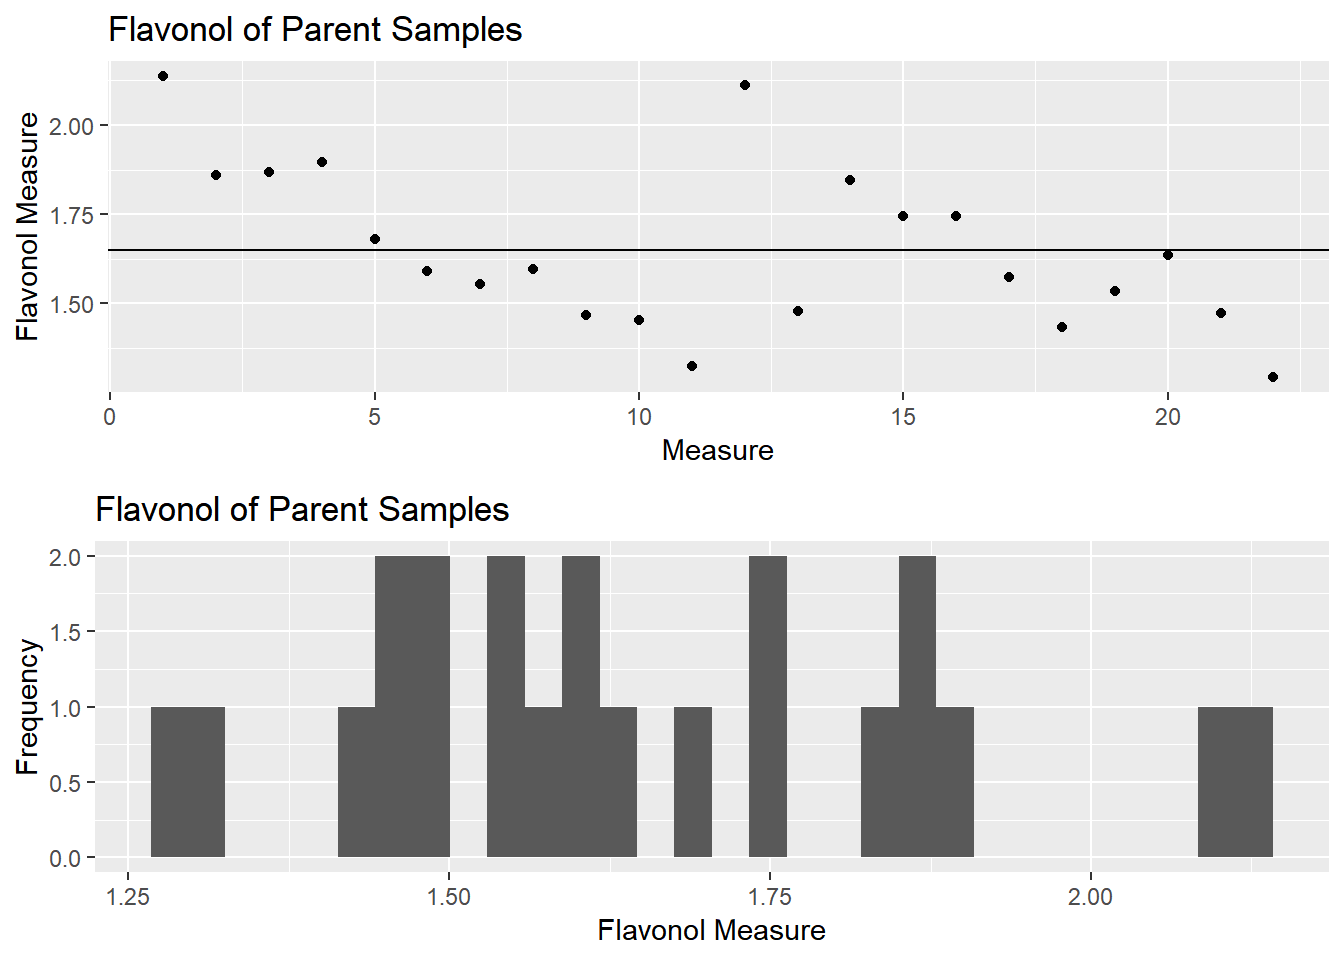 Flavonol of Parent Samples
Flavonol Measure
2.00
1.75
1.50
0 5 10 15 20
Measure
Flavonol of Parent Samples
Frequency
2.0
1.5
1.0
0.5
0.0
1.25 1.50 1.75 2.00
Flavonol Measure